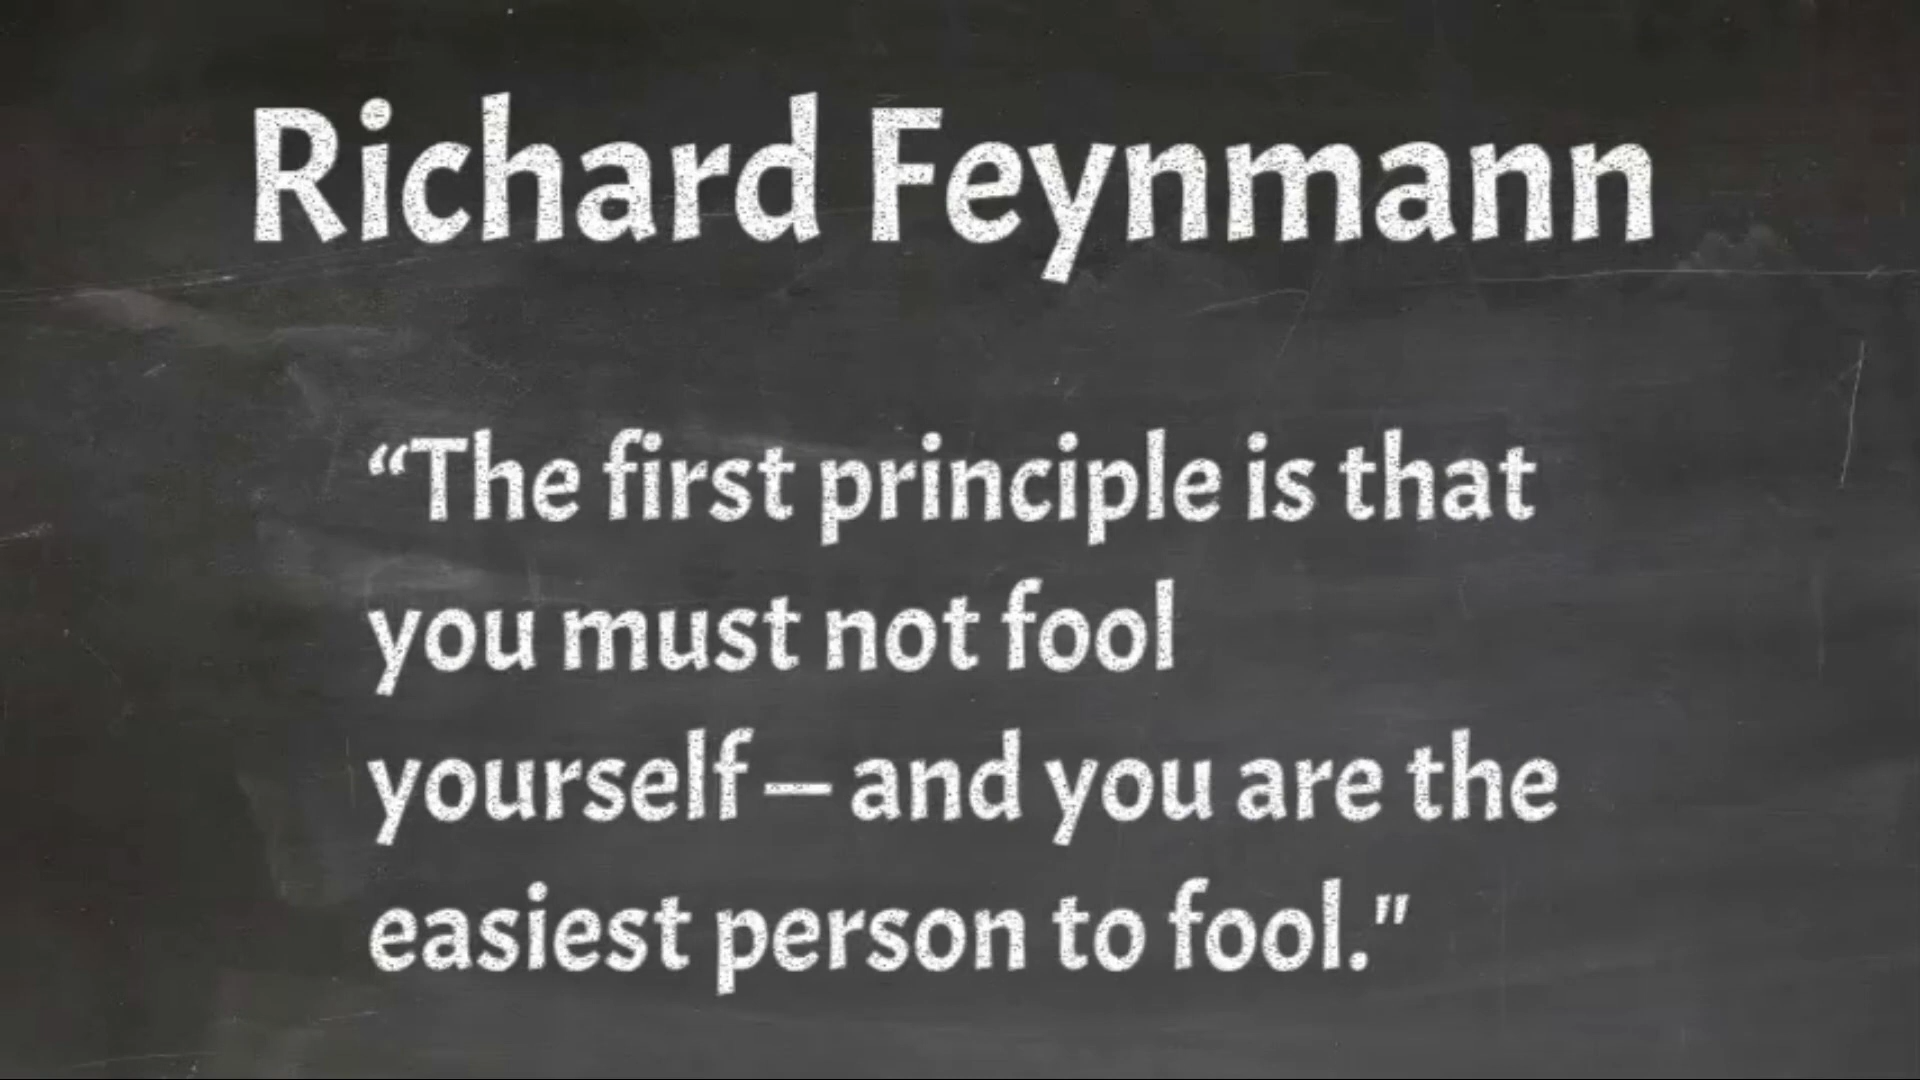 Richard Feynmann
“The first principle is that
you must not fool
yourself — and you are the
easiest person to fool."